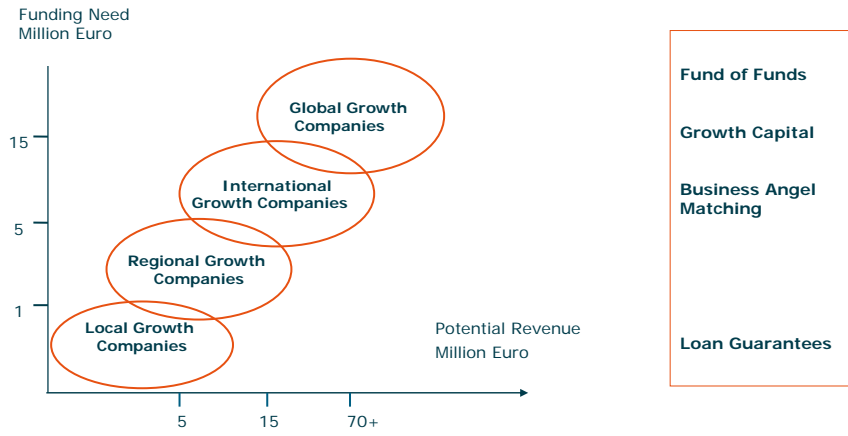 Funding Need
Million Euro
Global Growth
Companies
15
International
Growth Companies
5
Regional Growth
Companies
1
Local Growth
Companies
Potential Revenue
Million Euro
5
15
70+
Fund of Funds
Growth Capital
Business Angel
Matching
Loan Guarantees